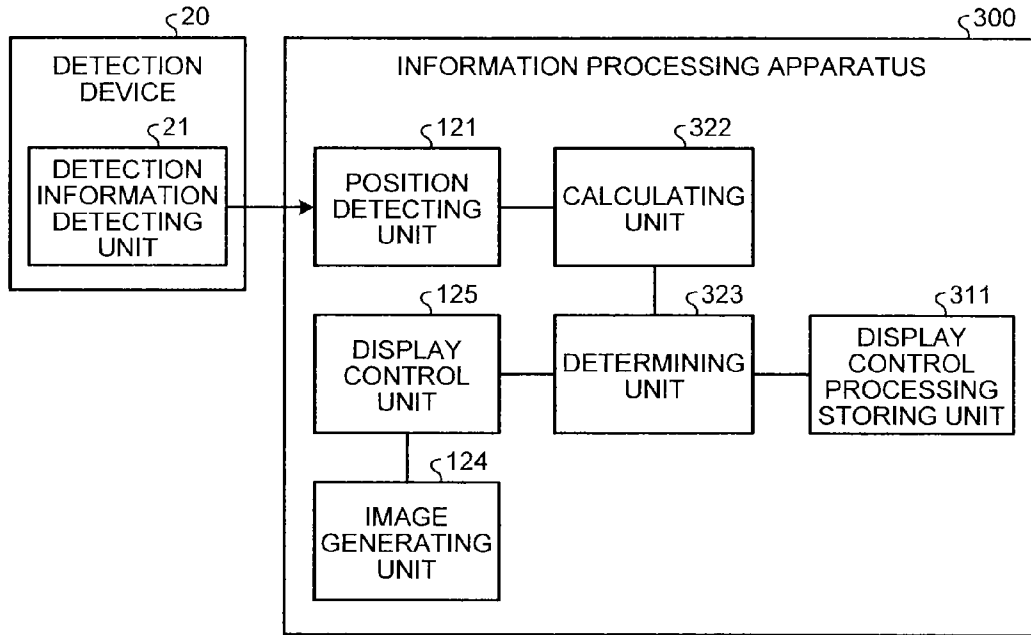 20
300
DETECTION
DEVICE
INFORMATION PROCESSING APPARATUS
21
121
322
DETECTION
INFORMATION
DETECTING
UNIT
POSITION
DETECTING
UNIT
CALCULATING
UNIT
125
323
311
DISPLAY
CONTROL
UNIT
DETERMINING
UNIT
DISPLAY
CONTROL
PROCESSING
STORING UNIT
124
IMAGE
GENERATING
UNIT